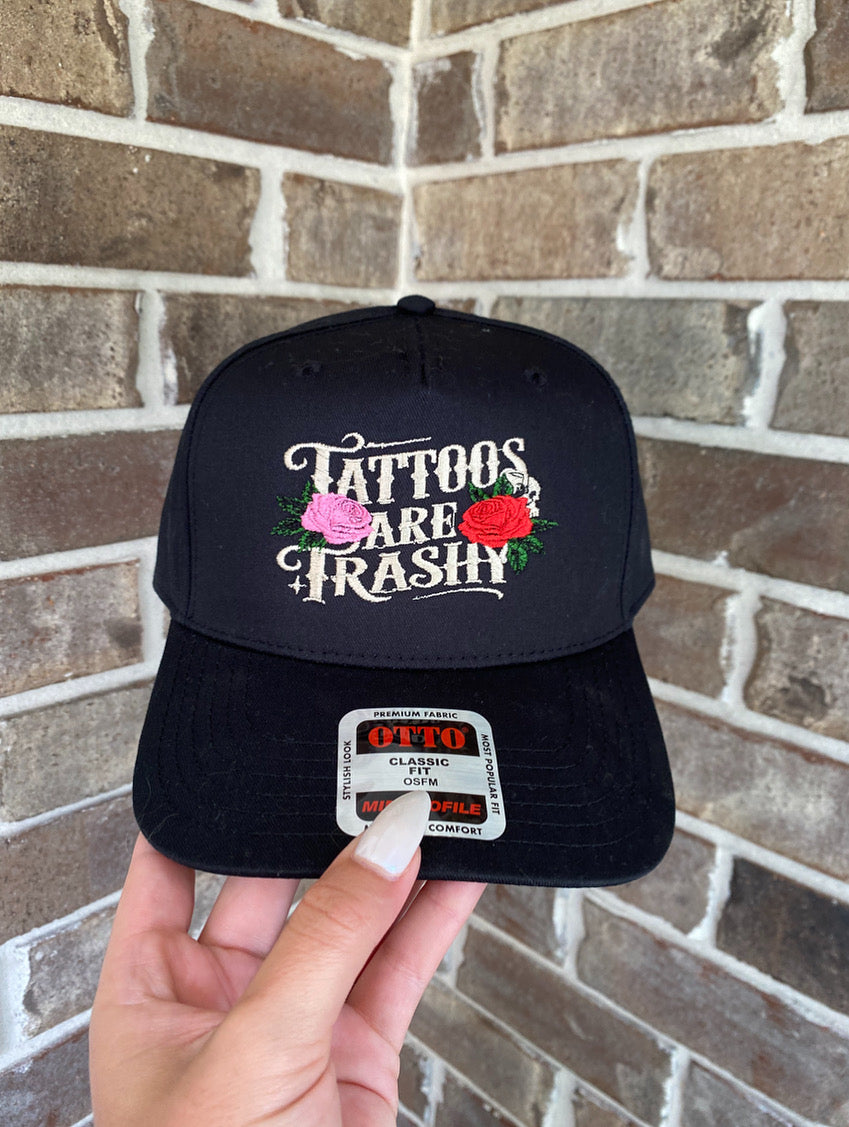 TATTOOS
ARE
TRASHY
PREMIUM FABRIC
OTTO®
CLASSIC
FIT
OSFM
STYLISH LOOK
MOST POPULAR FIT
COMFORT